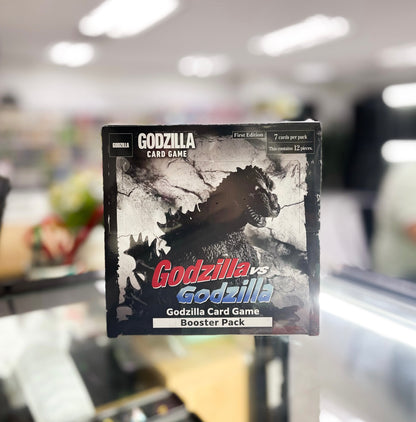 GODZILLA
GODZILLA
CARD GAME
First Edition
7 cards per pack
This contains 12 pieces.
Godzilla vs
Godzilla
Godzilla Card Game
Booster Pack